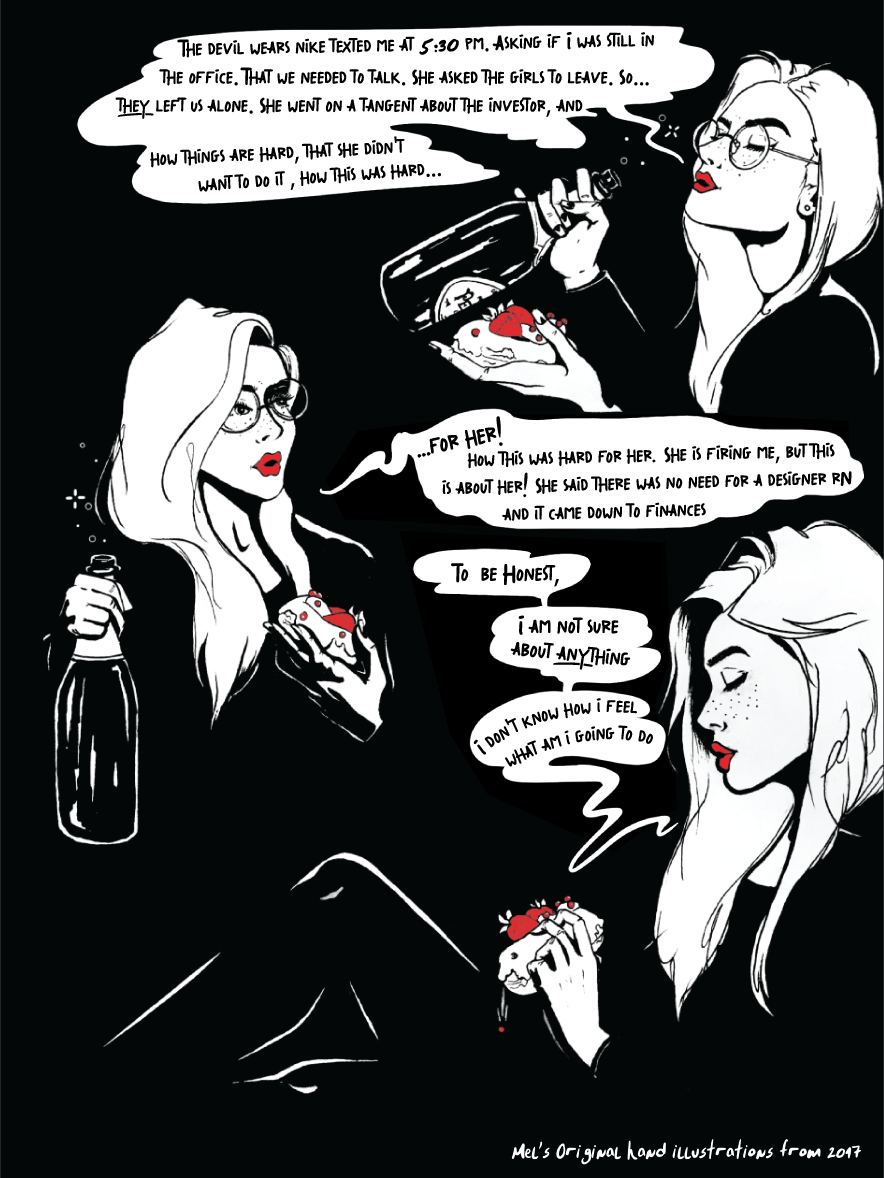 THE DEVIL WEARS NIKE TEXTED ME AT 5:30 PM. ASKING IF i WAS STILL IN
THE OFFICE. THAT WE NEEDED TO TALK. SHE ASKED THE GIRLS TO LEAVE. SO...
THEY LEFT US ALONE. SHE WENT ON A TANGENT ABOUT THE INVESTOR, AND
HOW THINGS ARE HARD, THAT SHE DIDN'T
WANT TO DO IT, HOW THIS WAS HARD...
...FOR HER!
HOW THIS WAS HARD FOR HER. SHE IS FIRING ME, BUT THIS
IS ABOUT HER! SHE SAID THERE WAS NO NEED FOR A DESIGNER RN
AND IT CAME DOWN TO FINANCES
TO BE HONEST,
i AM NOT SURE
ABOUT ANYTHING
i DON'T KNOW HOW i FEEL
WHAT AM i GOING TO DO
Mel's Original hand illustrations from 2017